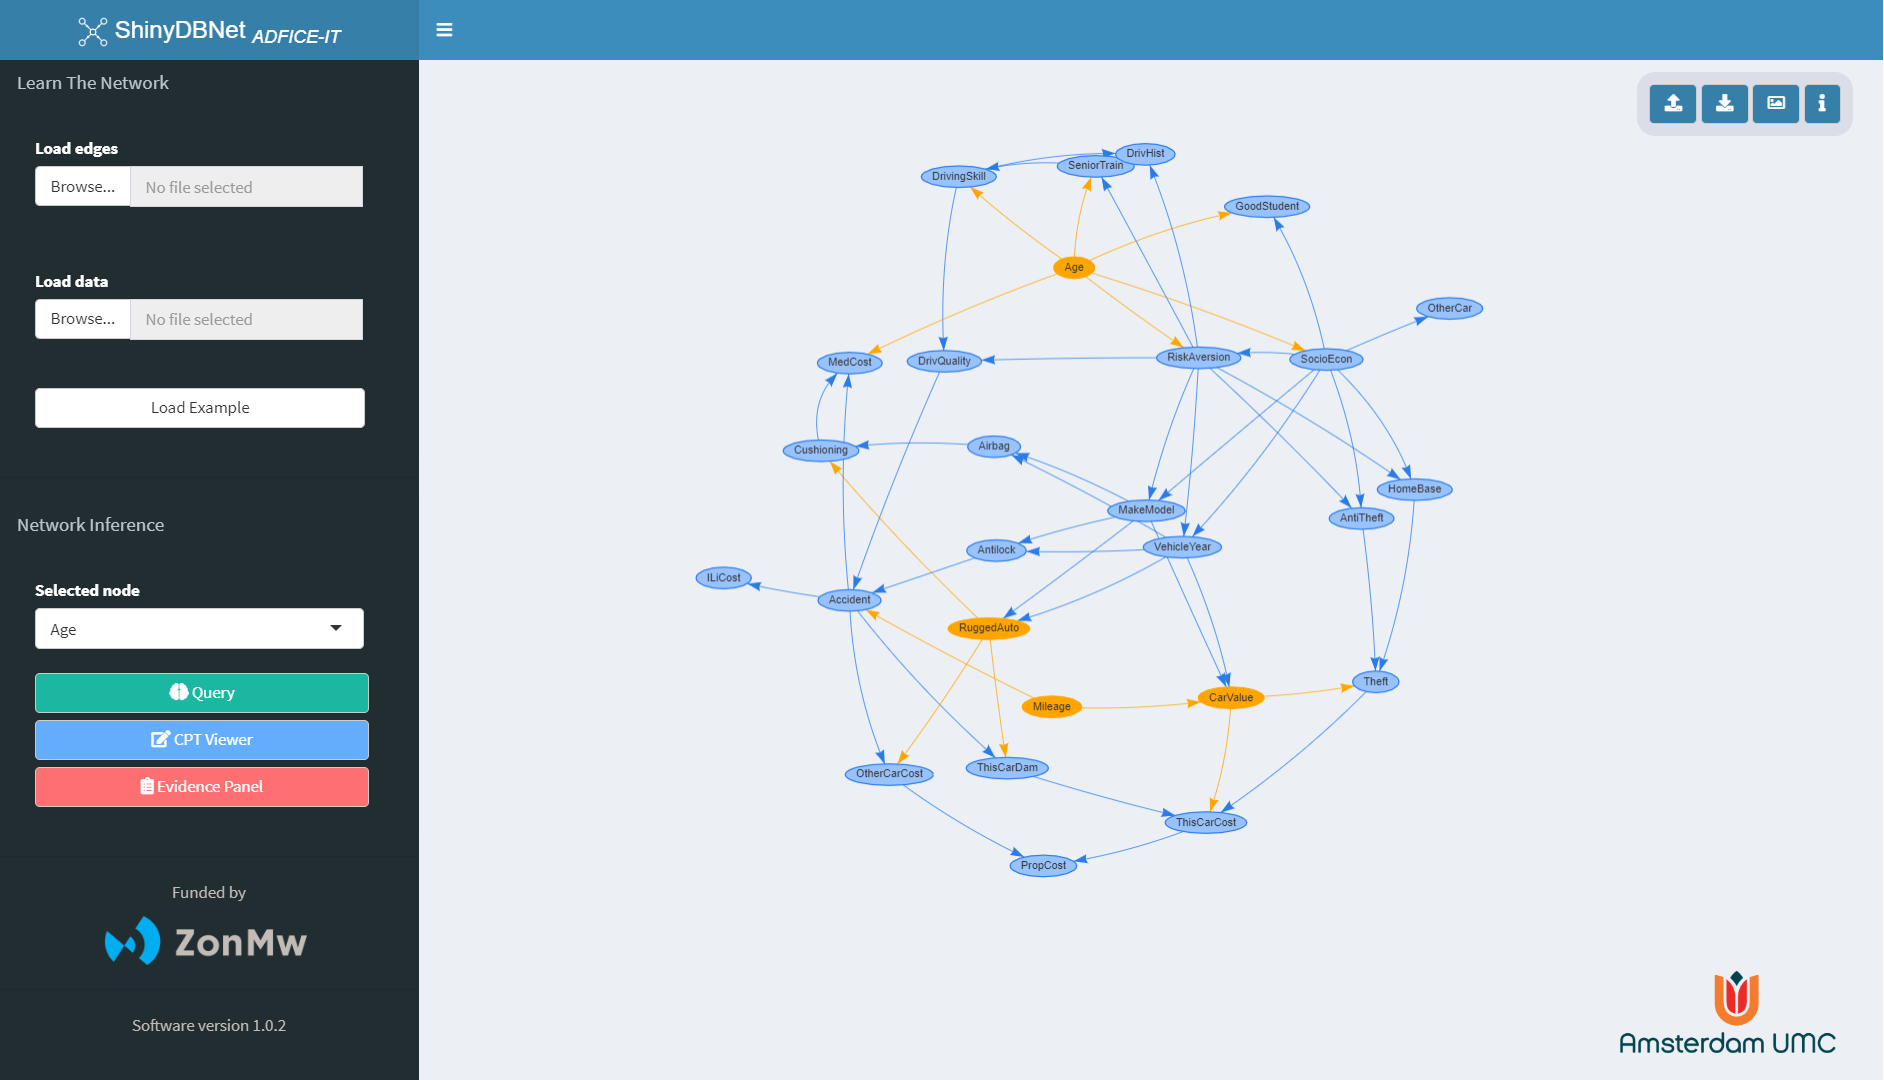 ShinyDBNet ADFICE-IT
Learn The Network
Load edges
Browse... No file selected
Load data
Browse... No file selected
Load Example
Network Inference
Selected node
Age
Query
CPT Viewer
Evidence Panel
Funded by
ZonMw
Software version 1.0.2
DrivHist
SeniorTrain
DrivingSkill
GoodStudent
Age
OtherCar
MedCost
DrivQuality
RiskAversion
SocioEcon
Cushioning
Airbag
HomeBase
MakeModel
AntiTheft
Antilock
VehicleYear
ILiCost
Accident
RuggedAuto
Theft
CarValue
Mileage
OtherCarCost
ThisCarDam
ThisCarCost
PropCost
Amsterdam UMC